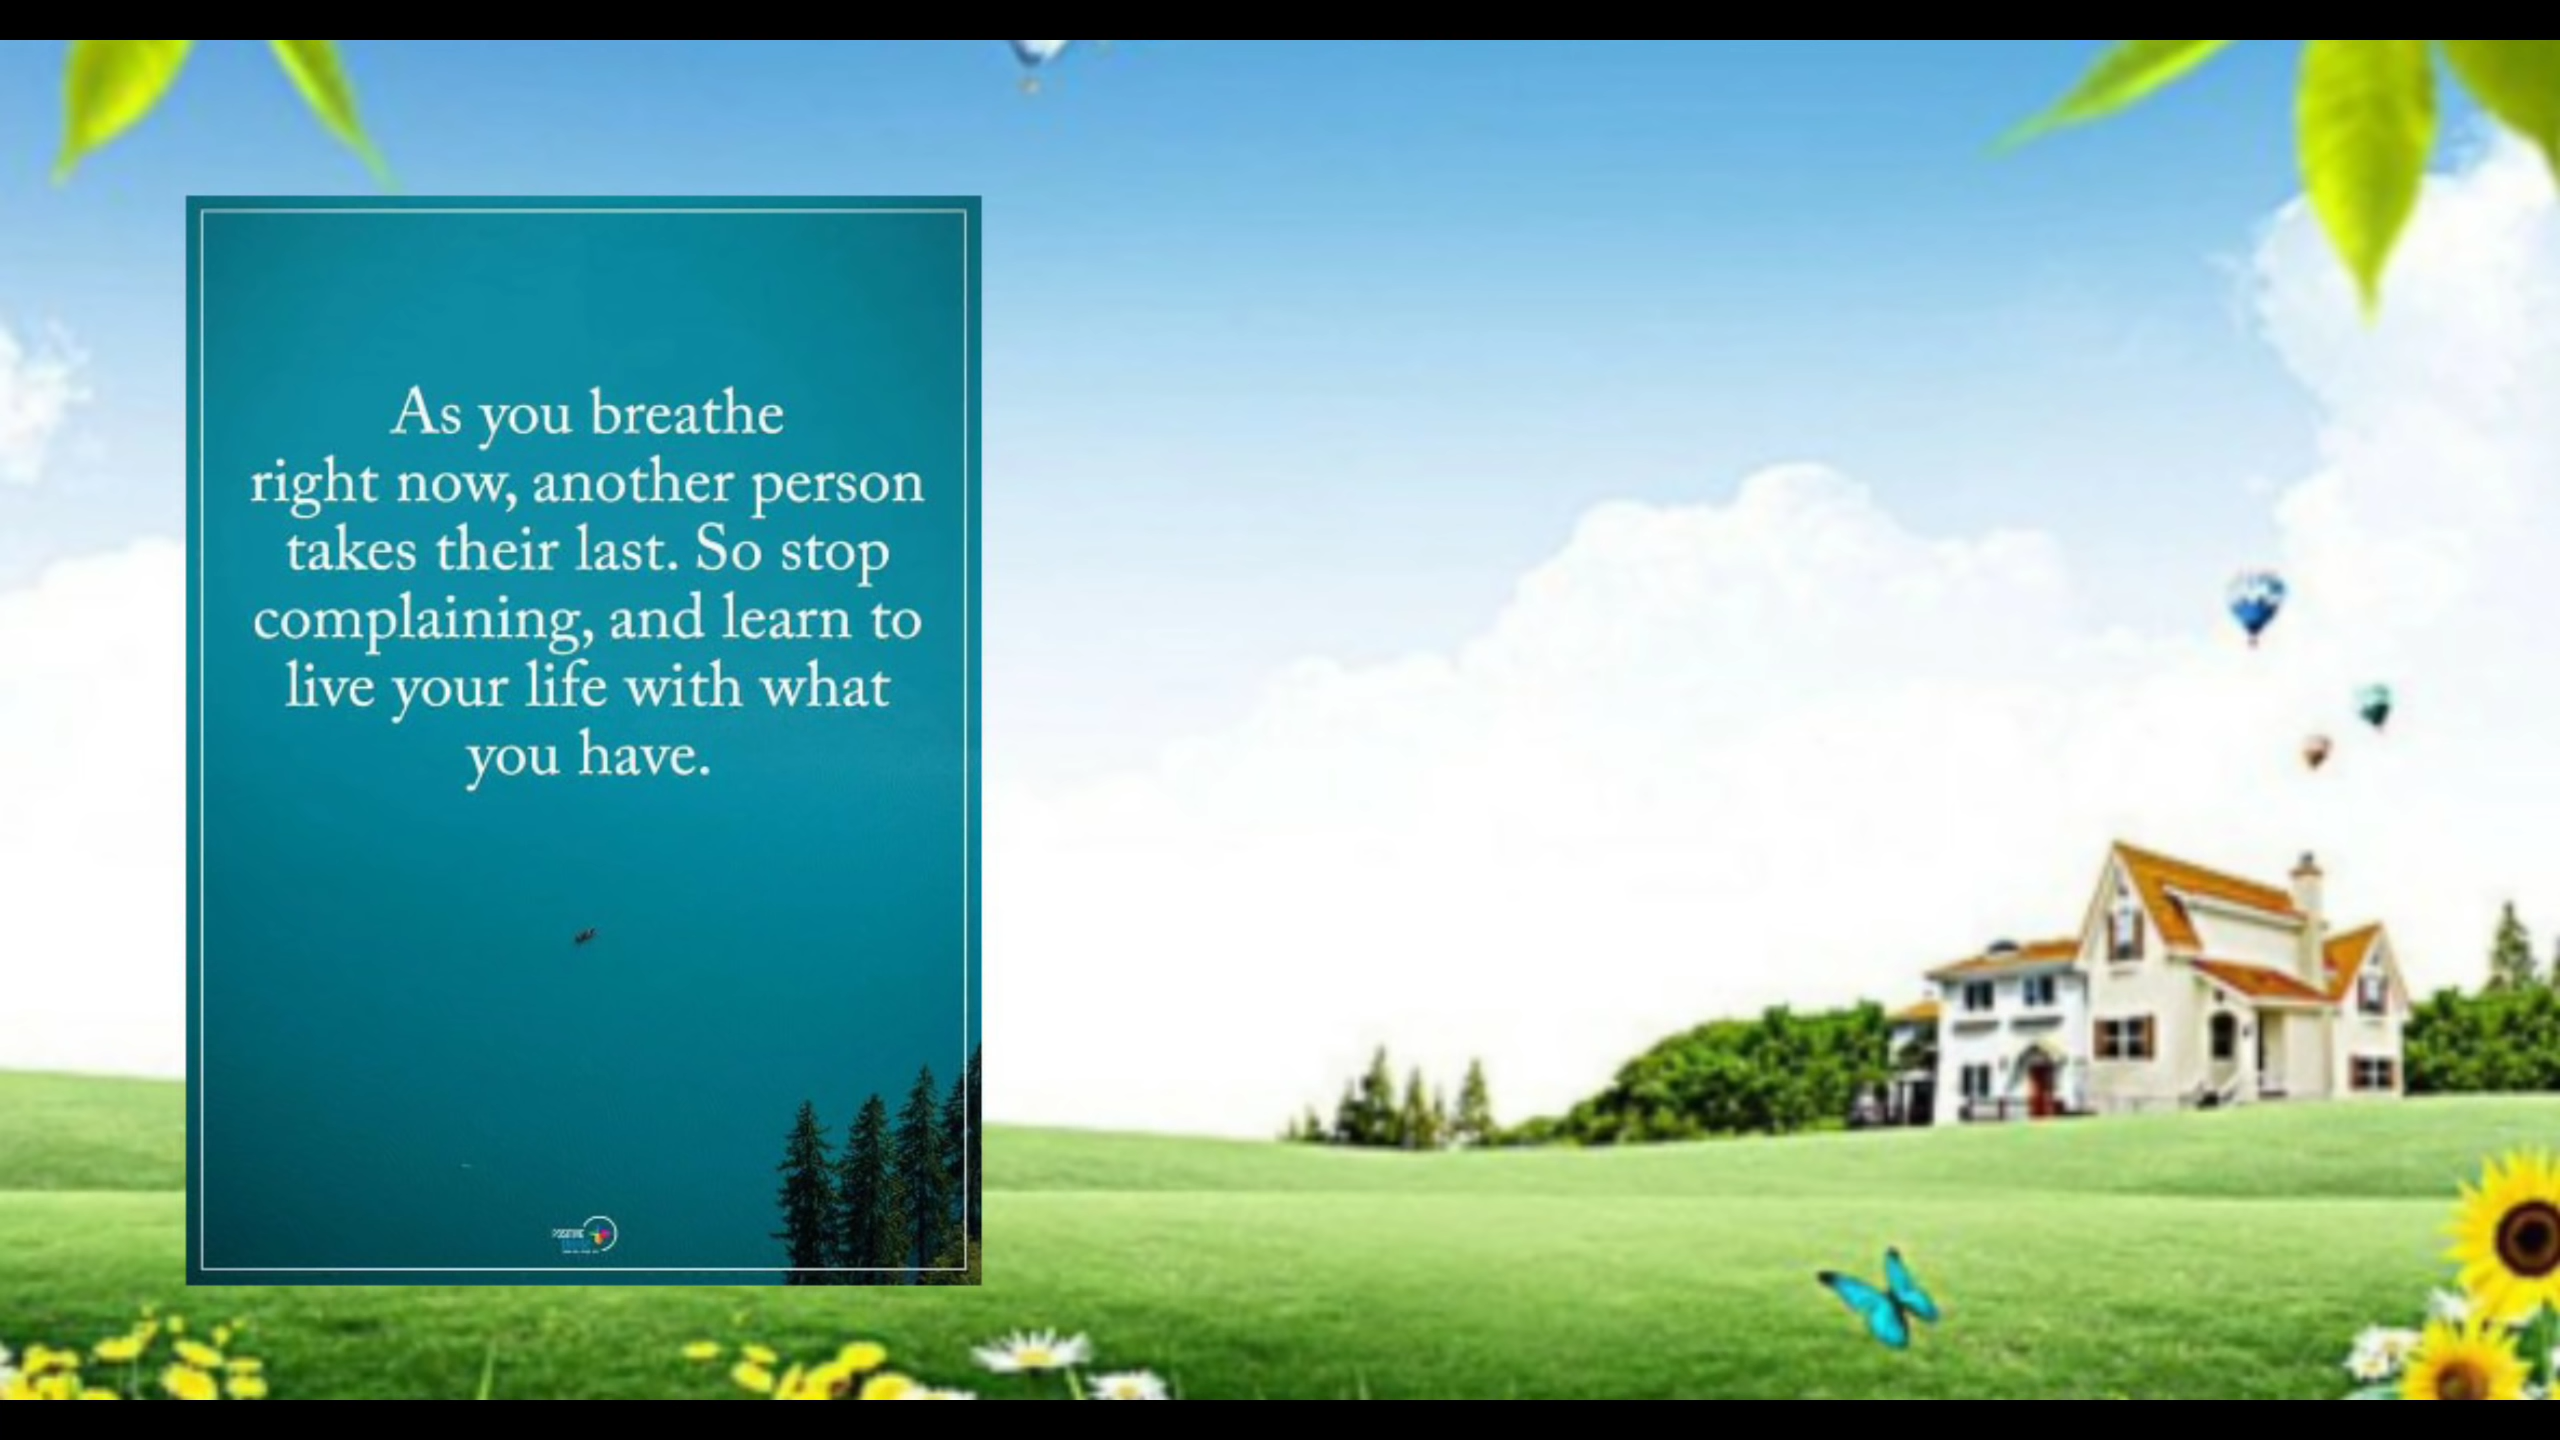 As you breathe
right now, another person
takes their last. So stop
complaining, and learn to
live your life with what
you have.
POSITIVE